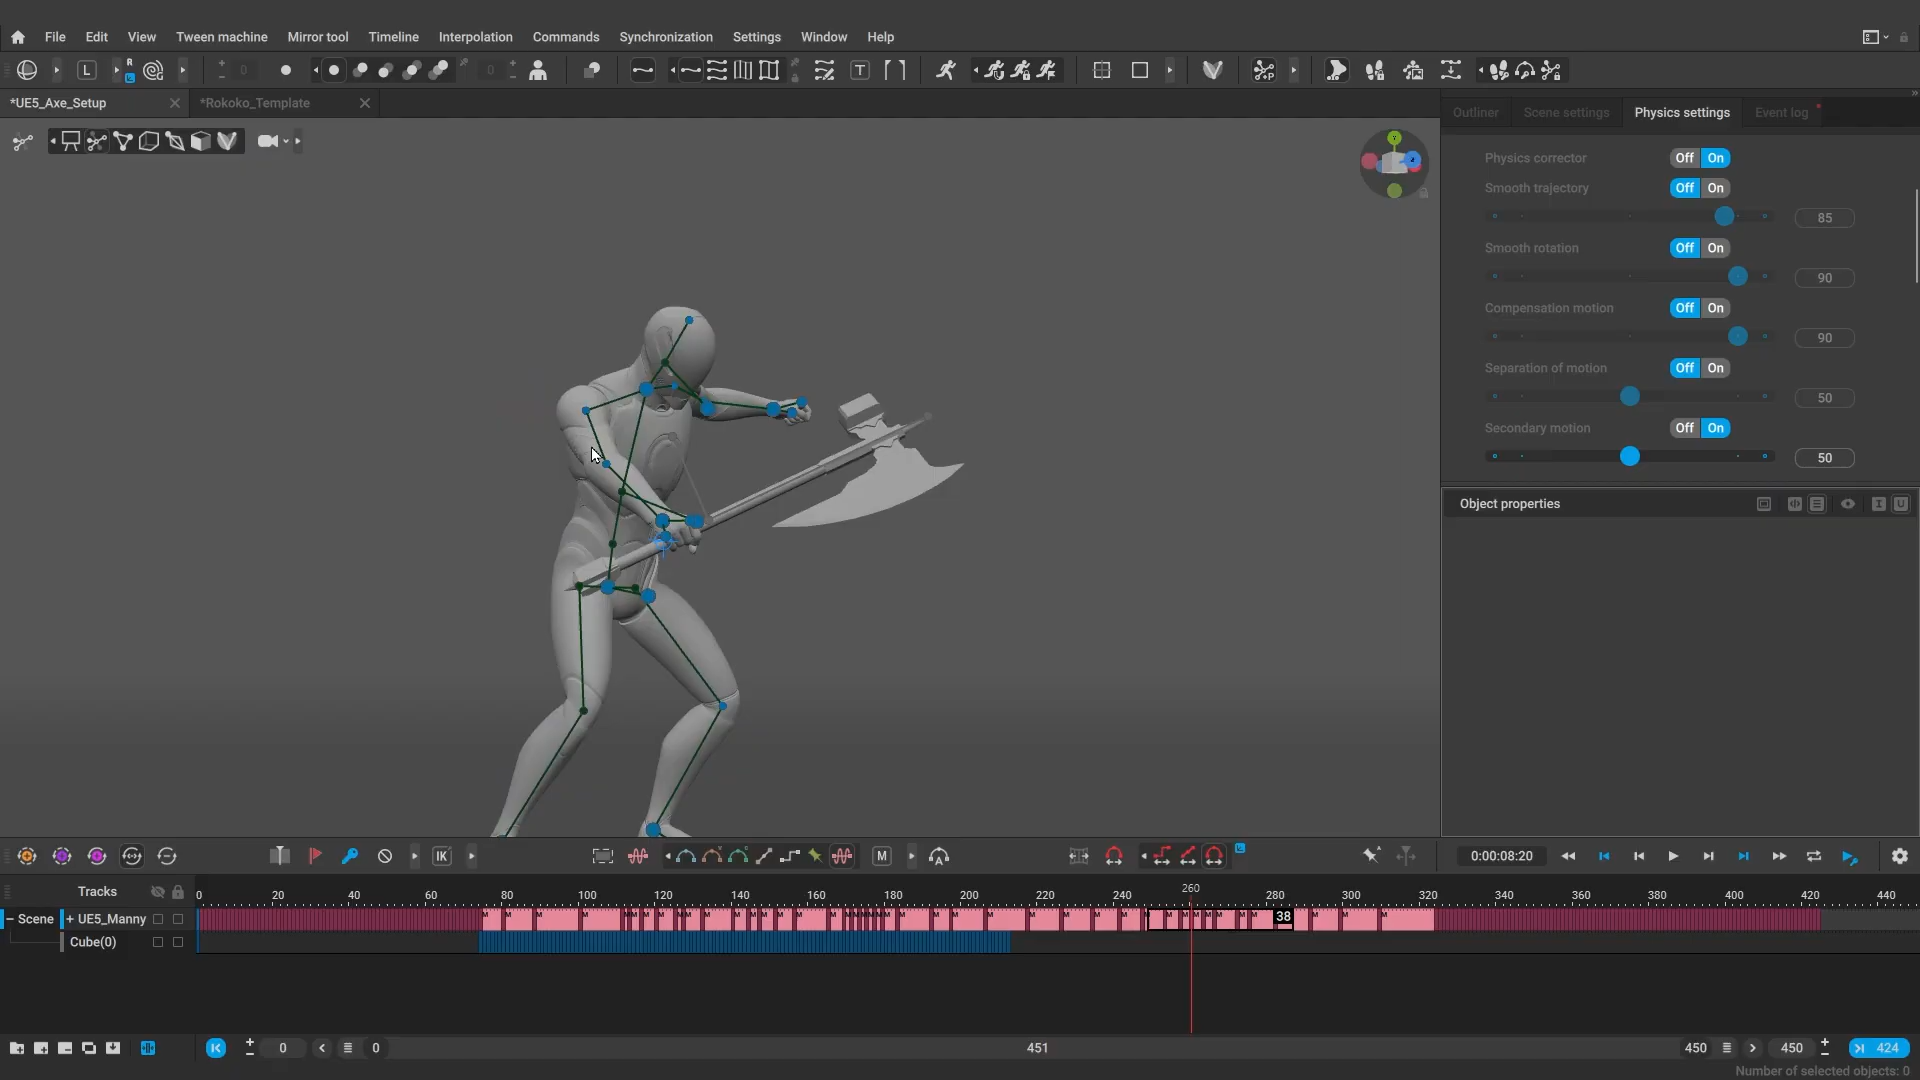 File Edit View Tween machine Mirror tool Timeline Interpolation Commands Synchronization Settings Window Help
L R 0 0 T P
*UE5_Axe_Setup *Rokoko_Template
Outliner Scene settings Physics settings Event log
Physics corrector Off On
Smooth trajectory Off On
85
Smooth rotation Off On
90
Compensation motion Off On
90
Separation of motion Off On
50
Secondary motion Off On
50
Object properties
IK M A 0:00:08:20
Tracks 0 20 40 60 80 100 120 140 160 180 200 220 240 260 280 300 320 340 360 380 400 420 440
Scene + UE5_Manny 38
Cube(0)
0 0 451 450 450 424
Number of selected objects: 0